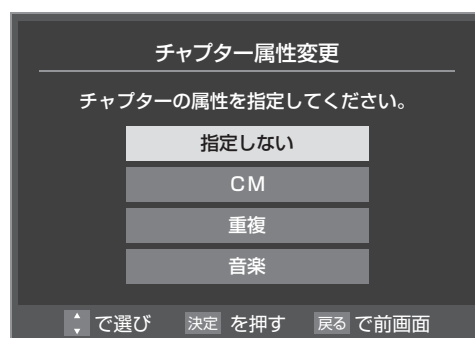 チャプター属性変更
チャプターの属性を指定してください。
指定しない
CM
重複
音楽
で選び 決定 を押す 戻る で前画面